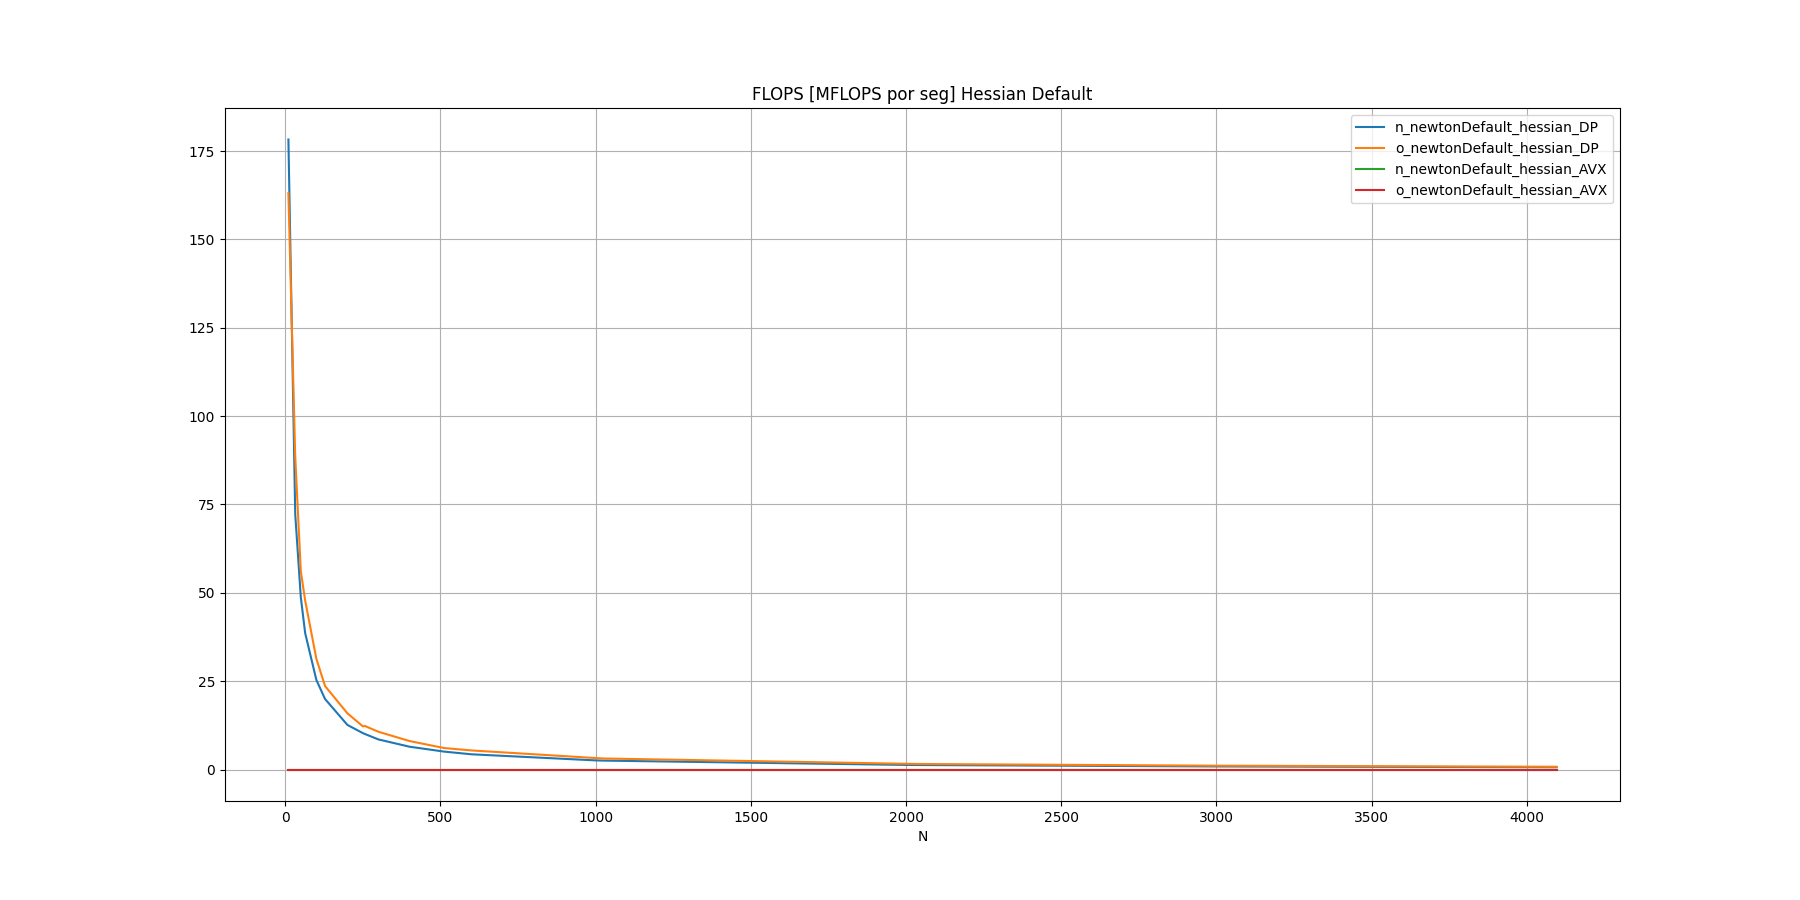 FLOPS [MFLOPS por seg] Hessian Default
n_newtonDefault_hessian_DP
o_newtonDefault_hessian_DP
n_newtonDefault_hessian_AVX
o_newtonDefault_hessian_AVX
175
150
125
100
75
50
25
0
0 500 1000 1500 2000 2500 3000 3500 4000
N